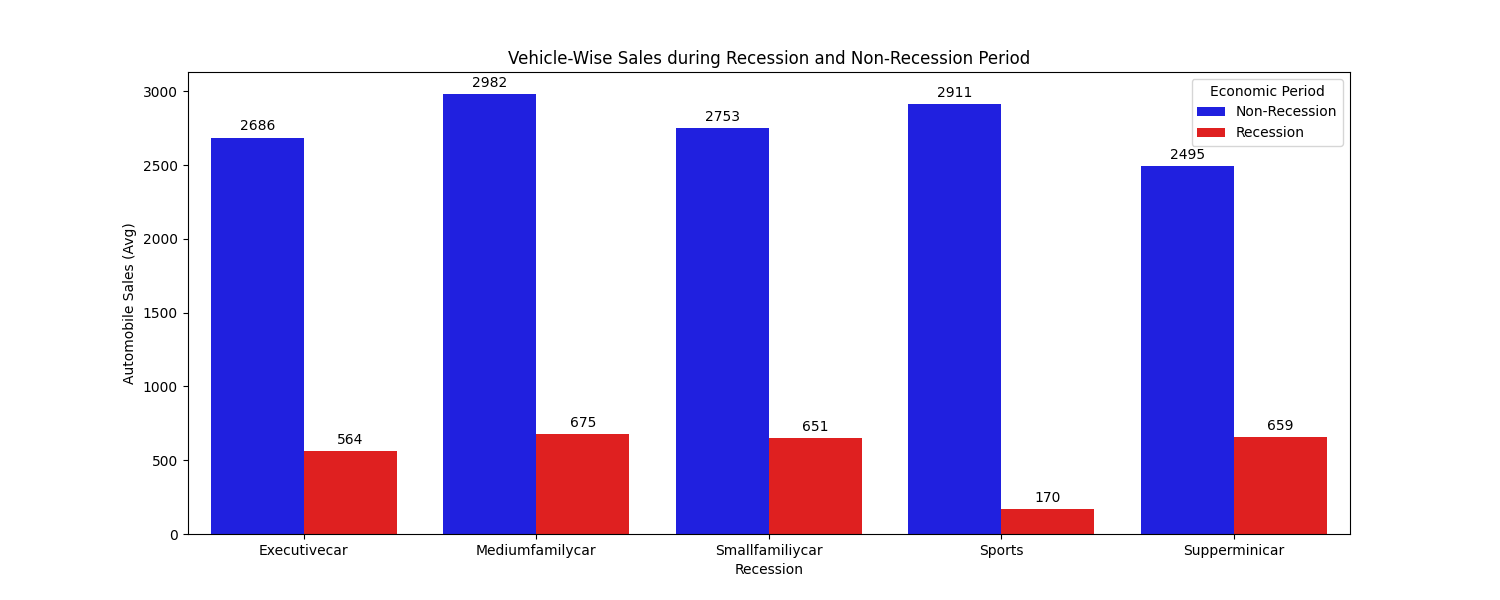 Vehicle-Wise Sales during Recession and Non-Recession Period
Automobile Sales (Avg)
3000
2500
2000
1500
1000
500
0
2686
564
2982
675
2753
651
2911
170
2495
659
Economic Period
Non-Recession
Recession
Executivecar
Mediumfamilycar
Smallfamiliycar
Sports
Supperminicar
Recession